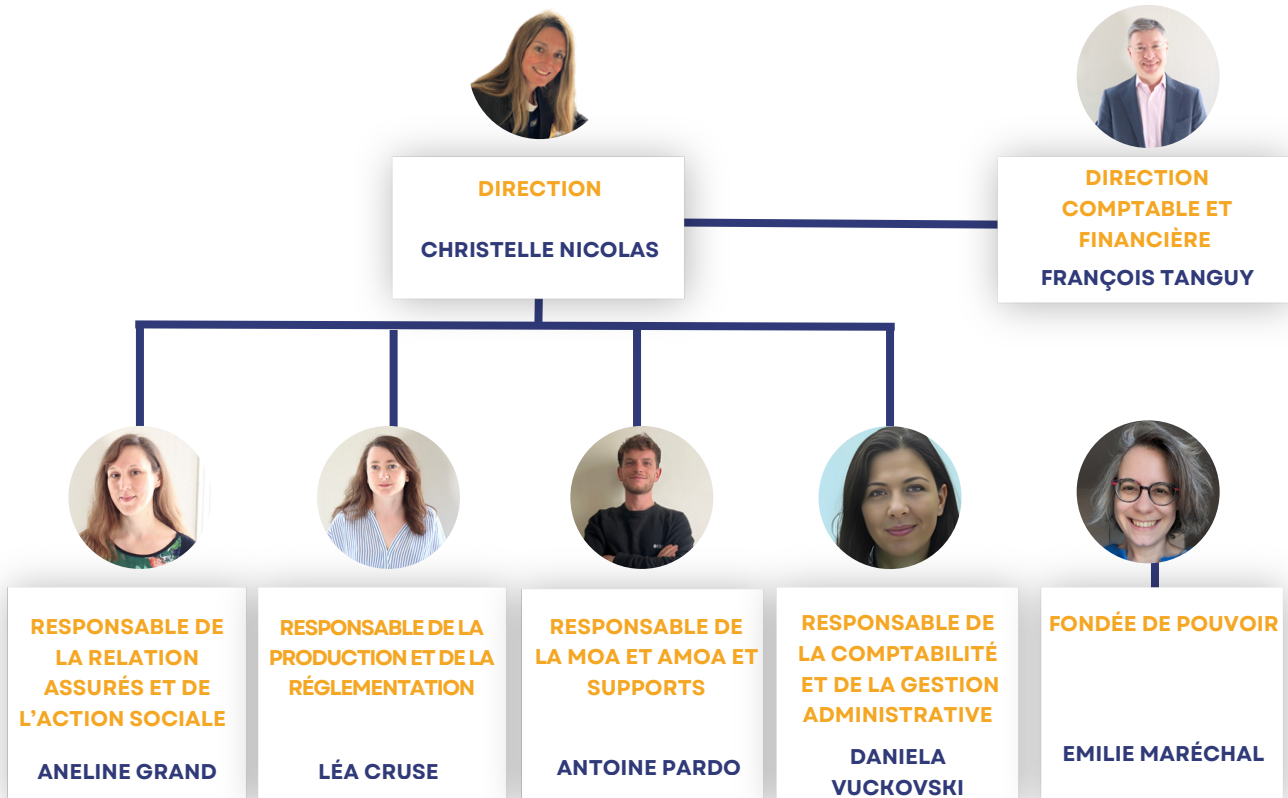 DIRECTION
CHRISTELLE NICOLAS
DIRECTION
COMPTABLE ET
FINANCIÈRE
FRANÇOIS TANGUY
RESPONSABLE DE
LA RELATION
ASSURÉS ET DE
L’ACTION SOCIALE
ANELINE GRAND
RESPONSABLE DE LA
PRODUCTION ET DE LA
RÉGLEMENTATION
LÉA CRUSE
RESPONSABLE DE
LA MOA ET AMOA ET
SUPPORTS
ANTOINE PARDO
RESPONSABLE DE
LA COMPTABILITÉ
ET DE LA GESTION
ADMINISTRATIVE
DANIELA
VUCKOVSKI
FONDÉE DE POUVOIR
EMILIE MARÉCHAL